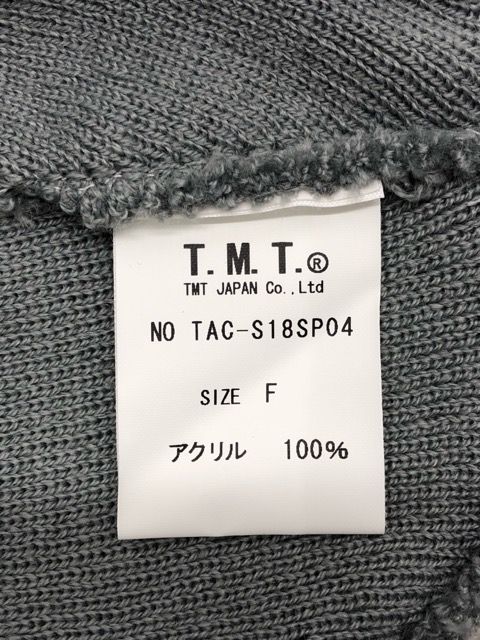 T.M.T.®
TMT JAPAN Co.,Ltd
NO TAC-S18SP04
SIZE F
アクリル 100%